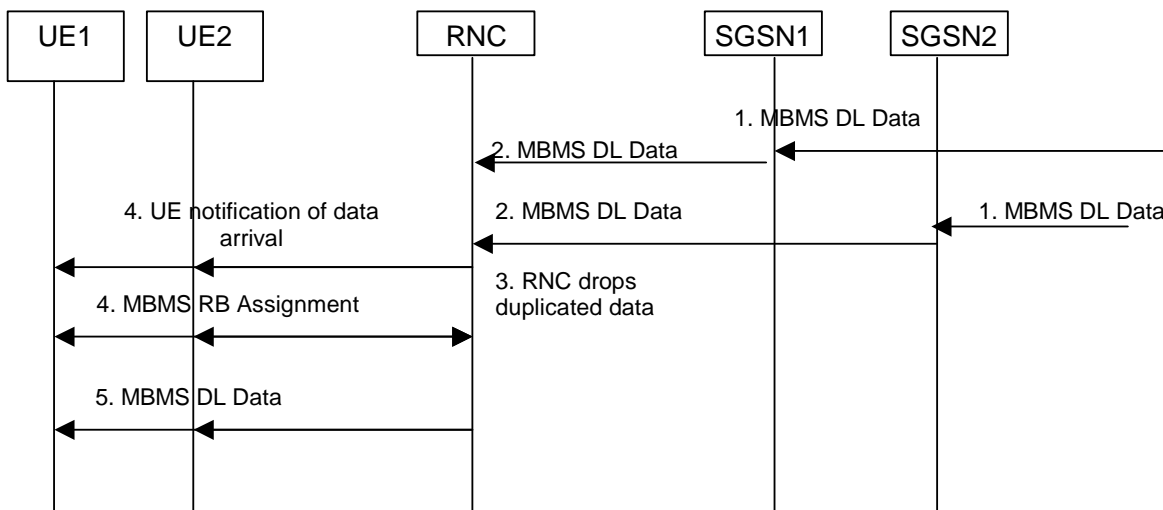 UE1 UE2 RNC SGSN1 SGSN2
1. MBMS DL Data
2. MBMS DL Data
4. UE notification of data
arrival
2. MBMS DL Data
1. MBMS DL Data
3. RNC drops
duplicated data
4. MBMS RB Assignment
5. MBMS DL Data